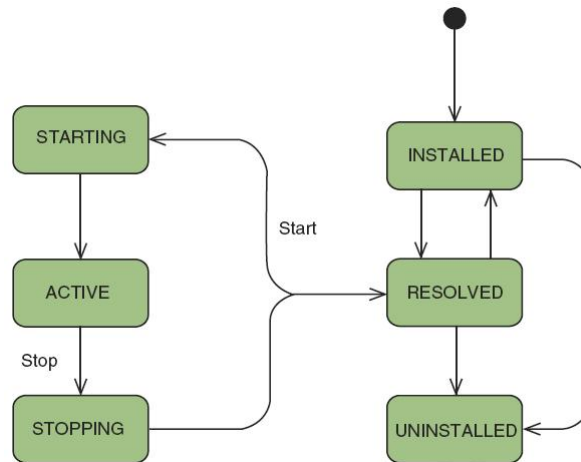 STARTING
INSTALLED
Start
ACTIVE
RESOLVED
Stop
STOPPING
UNINSTALLED